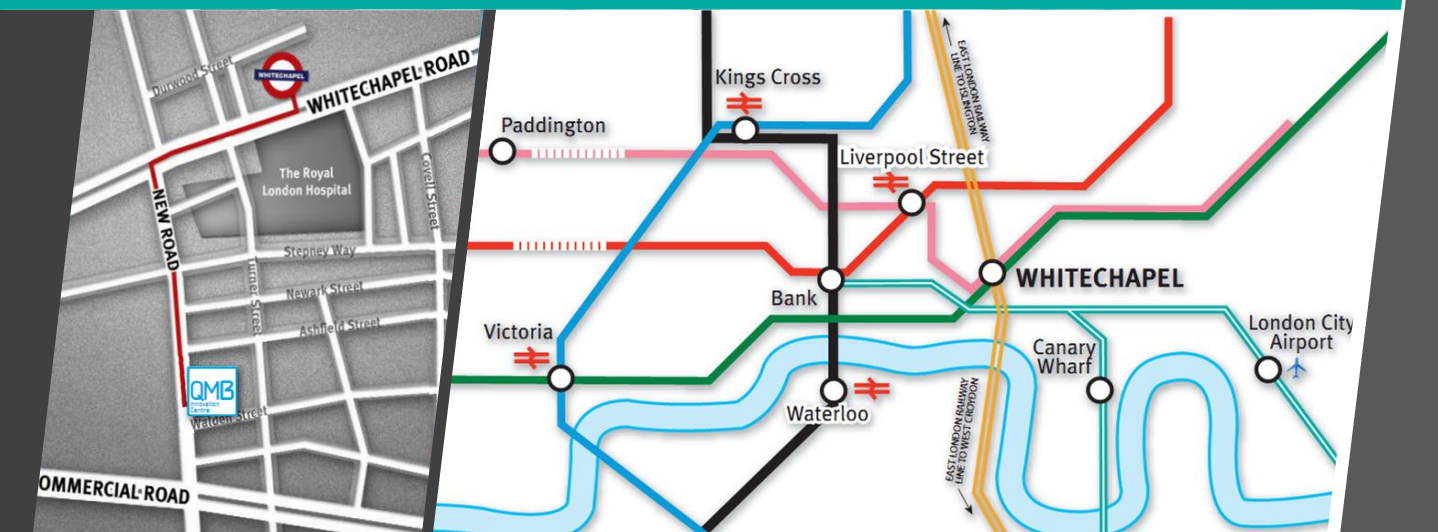 Durwood Street
WHITECHAPEL
WHITECHAPEL ROAD
The Royal
London Hospital
Covell Street
NEW ROAD
Stepney Way
Turner Street
Newark Street
Ashfield Street
QMB
Innovation
Centre
Walden Street
OMMERCIAL ROAD
Kings Cross
EAST LONDON RAILWAY
LINE TO ISLINGTON
Paddington
Liverpool Street
WHITECHAPEL
Bank
Victoria
London City
Airport
Canary
Wharf
Waterloo
EAST LONDON RAILWAY
LINE TO WEST CROYDON